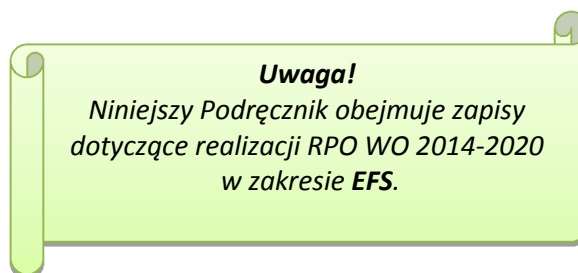 Uwaga!
Niniejszy Podręcznik obejmuje zapisy
dotyczące realizacji RPO WO 2014-2020
w zakresie EFS.